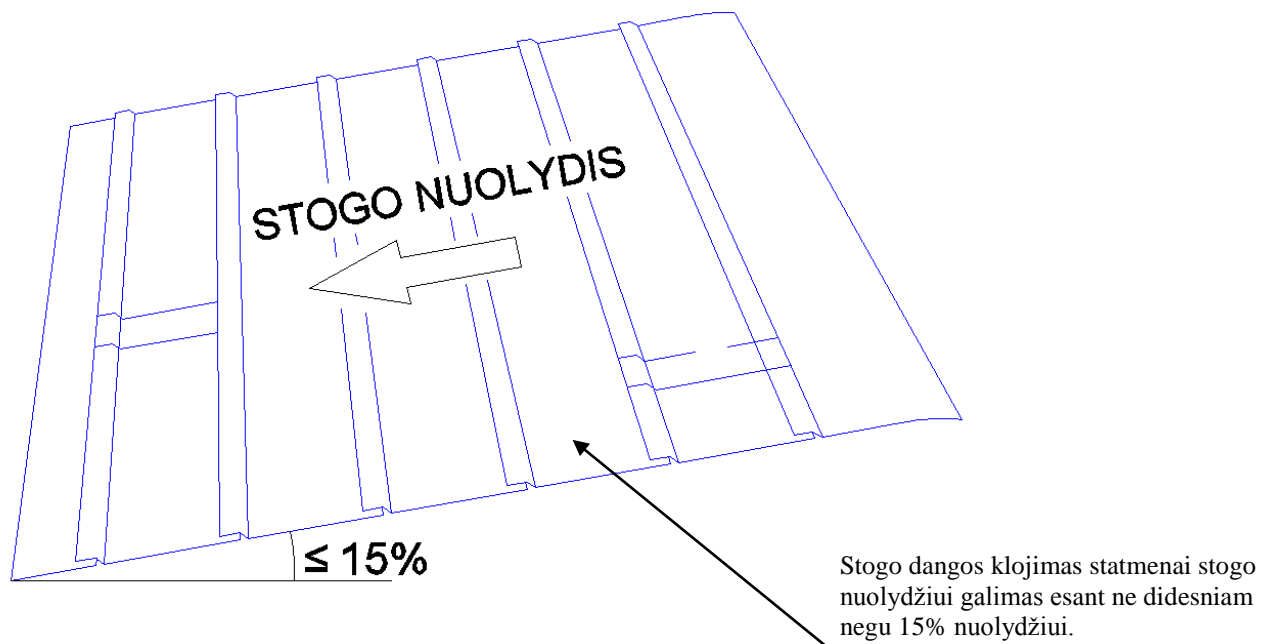 STOGO NUOLYDIS
≤ 15%
Stogo dangos klojimas statmenai stogo
nuolydžiui galimas esant ne didesniam
negu 15% nuolydžiui.